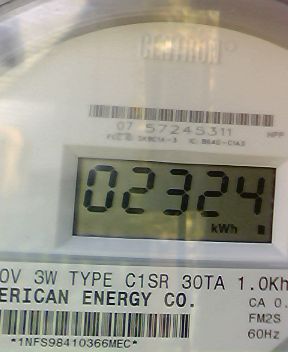 CENTRON
07 57245311
HPP
02324
kWh
0V 3W TYPE C1SR 30TA 1.0Kh
ERICAN ENERGY CO.
CA 0.
FM2S
60Hz
*1NFS98410366MEC*